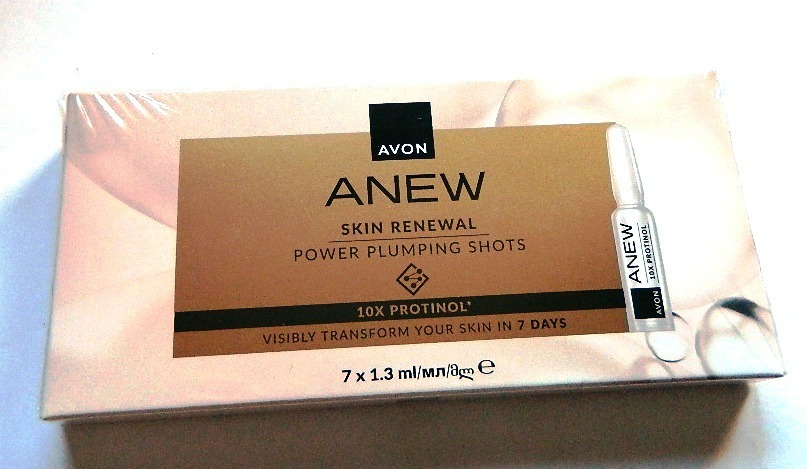 AVON
ANEW
SKIN RENEWAL
POWER PLUMPING SHOTS
10X PROTINOL*
VISIBLY TRANSFORM YOUR SKIN IN 7 DAYS
7 x 1.3 ml/мл/მლ ℮
ANEW
10X PROTINOL
AVON